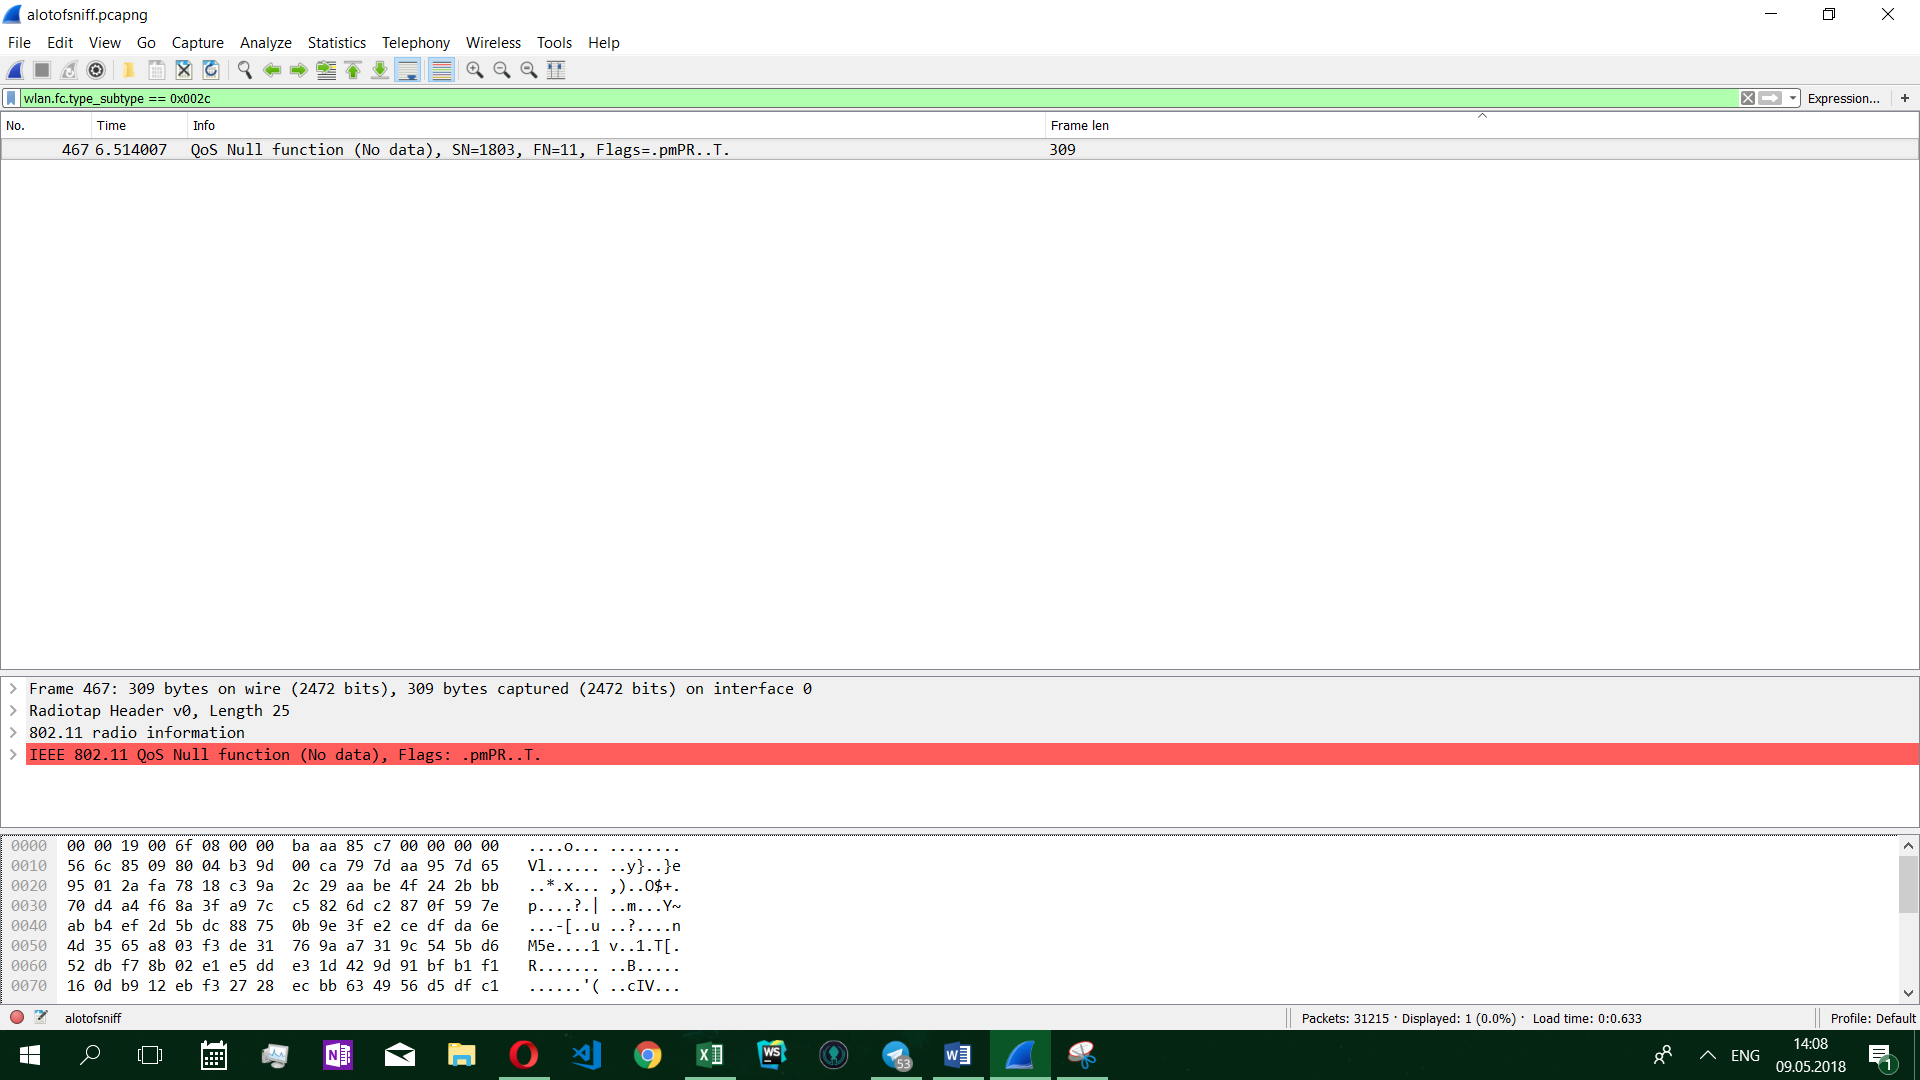 alotofsniff.pcapng
File Edit View Go Capture Analyze Statistics Telephony Wireless Tools Help
wlan.fc.type_subtype == 0x002c Expression... +
No. Time Info Frame len
467 6.514007 QoS Null function (No data), SN=1803, FN=11, Flags=.pmPR..T. 309
Frame 467: 309 bytes on wire (2472 bits), 309 bytes captured (2472 bits) on interface 0
Radiotap Header v0, Length 25
802.11 radio information
IEEE 802.11 QoS Null function (No data), Flags: .pmPR..T.
0000 00 00 19 00 6f 08 00 00 ba aa 85 c7 00 00 00 00 ....o... ........
0010 56 6c 85 09 80 04 b3 9d 00 ca 79 7d aa 95 7d 65 Vl...... ..y}..}e
0020 95 01 2a fa 78 18 c3 9a 2c 29 aa be 4f 24 2b bb ..*.x... ,)..O$+.
0030 70 d4 a4 f6 8a 3f a9 7c c5 82 6d c2 87 0f 59 7e p....?.| ..m...Y~
0040 ab b4 ef 2d 5b dc 88 75 0b 9e 3f e2 ce df da 6e ...-[..u ..?....n
0050 4d 35 65 a8 03 f3 de 31 76 9a a7 31 9c 54 5b d6 M5e....1 v..1.T[.
0060 52 db f7 8b 02 e1 e5 dd e3 1d 42 9d 91 bf b1 f1 R....... ..B.....
0070 16 0d b9 12 eb f3 27 28 ec bb 63 49 56 d5 df c1 ......'( ..cIV...
alotofsniff Packets: 31215 · Displayed: 1 (0.0%) · Load time: 0:0.633 Profile: Default
N X WS 53 W ENG 14:08 1
09.05.2018